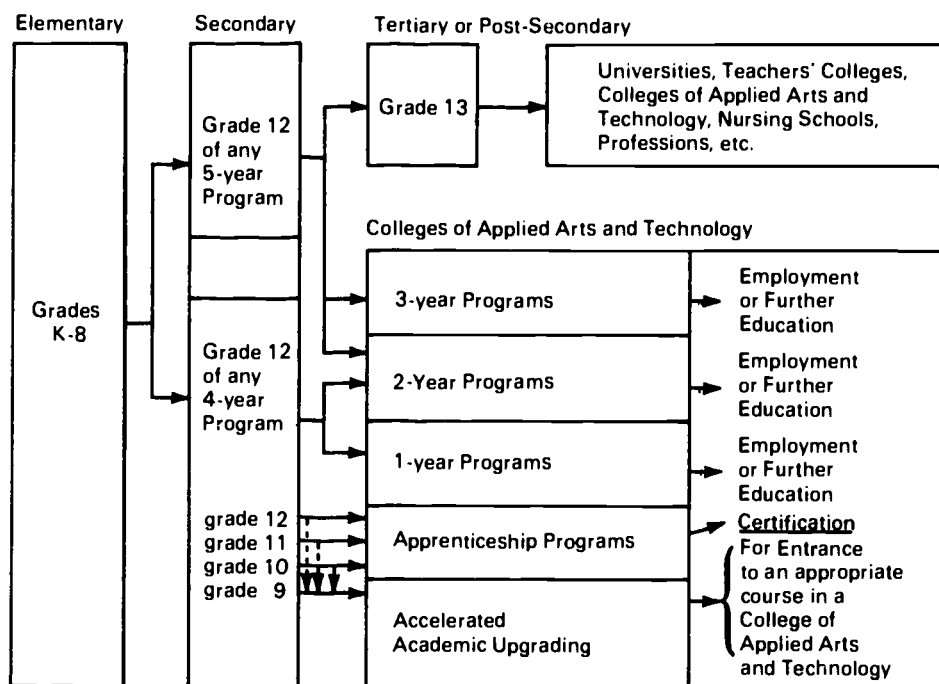 Elementary
Secondary
Tertiary or Post-Secondary
Grades
K-8
Grade 12
of any
5-year
Program
Grade 13
Universities, Teachers' Colleges,
Colleges of Applied Arts and
Technology, Nursing Schools,
Professions, etc.
Colleges of Applied Arts and Technology
Grade 12
of any
4-year
Program
3-year Programs
Employment
or Further
Education
2-Year Programs
Employment
or Further
Education
1-year Programs
Employment
or Further
Education
grade 12
grade 11
grade 10
grade 9
Apprenticeship Programs
Certification
Accelerated
Academic Upgrading
For Entrance
to an appropriate
course in a
College of
Applied Arts
and Technology